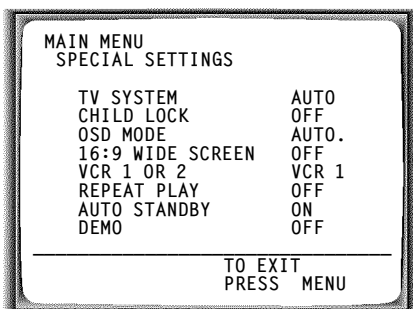 MAIN MENU
SPECIAL SETTINGS
TV SYSTEM AUTO
CHILD LOCK OFF
OSD MODE AUTO.
16:9 WIDE SCREEN OFF
VCR 1 OR 2 VCR 1
REPEAT PLAY OFF
AUTO STANDBY ON
DEMO OFF
TO EXIT
PRESS MENU